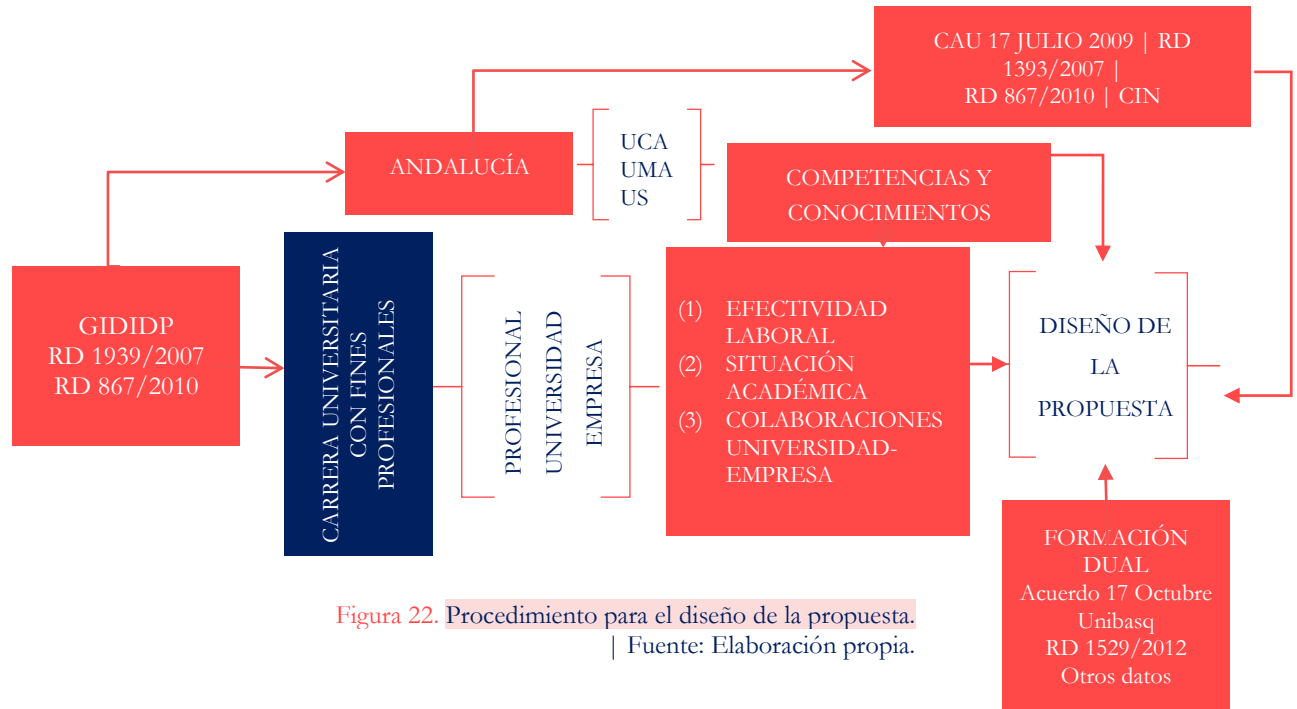 CAU 17 JULIO 2009 | RD
1393/2007 |
RD 867/2010 | CIN
ANDALUCÍA
UCA
UMA
US
COMPETENCIAS Y
CONOCIMIENTOS
GIDIDP
RD 1939/2007
RD 867/2010
CARRERA UNIVERSITARIA
CON FINES
PROFESIONALES
PROFESIONAL
UNIVERSIDAD
EMPRESA
(1) EFECTIVIDAD
LABORAL
(2) SITUACIÓN
ACADÉMICA
(3) COLABORACIONES
UNIVERSIDAD-
EMPRESA
DISEÑO DE
LA
PROPUESTA
FORMACIÓN
DUAL
Acuerdo 17 Octubre
Unibasq
RD 1529/2012
Otros datos
Figura 22. Procedimiento para el diseño de la propuesta.
| Fuente: Elaboración propia.